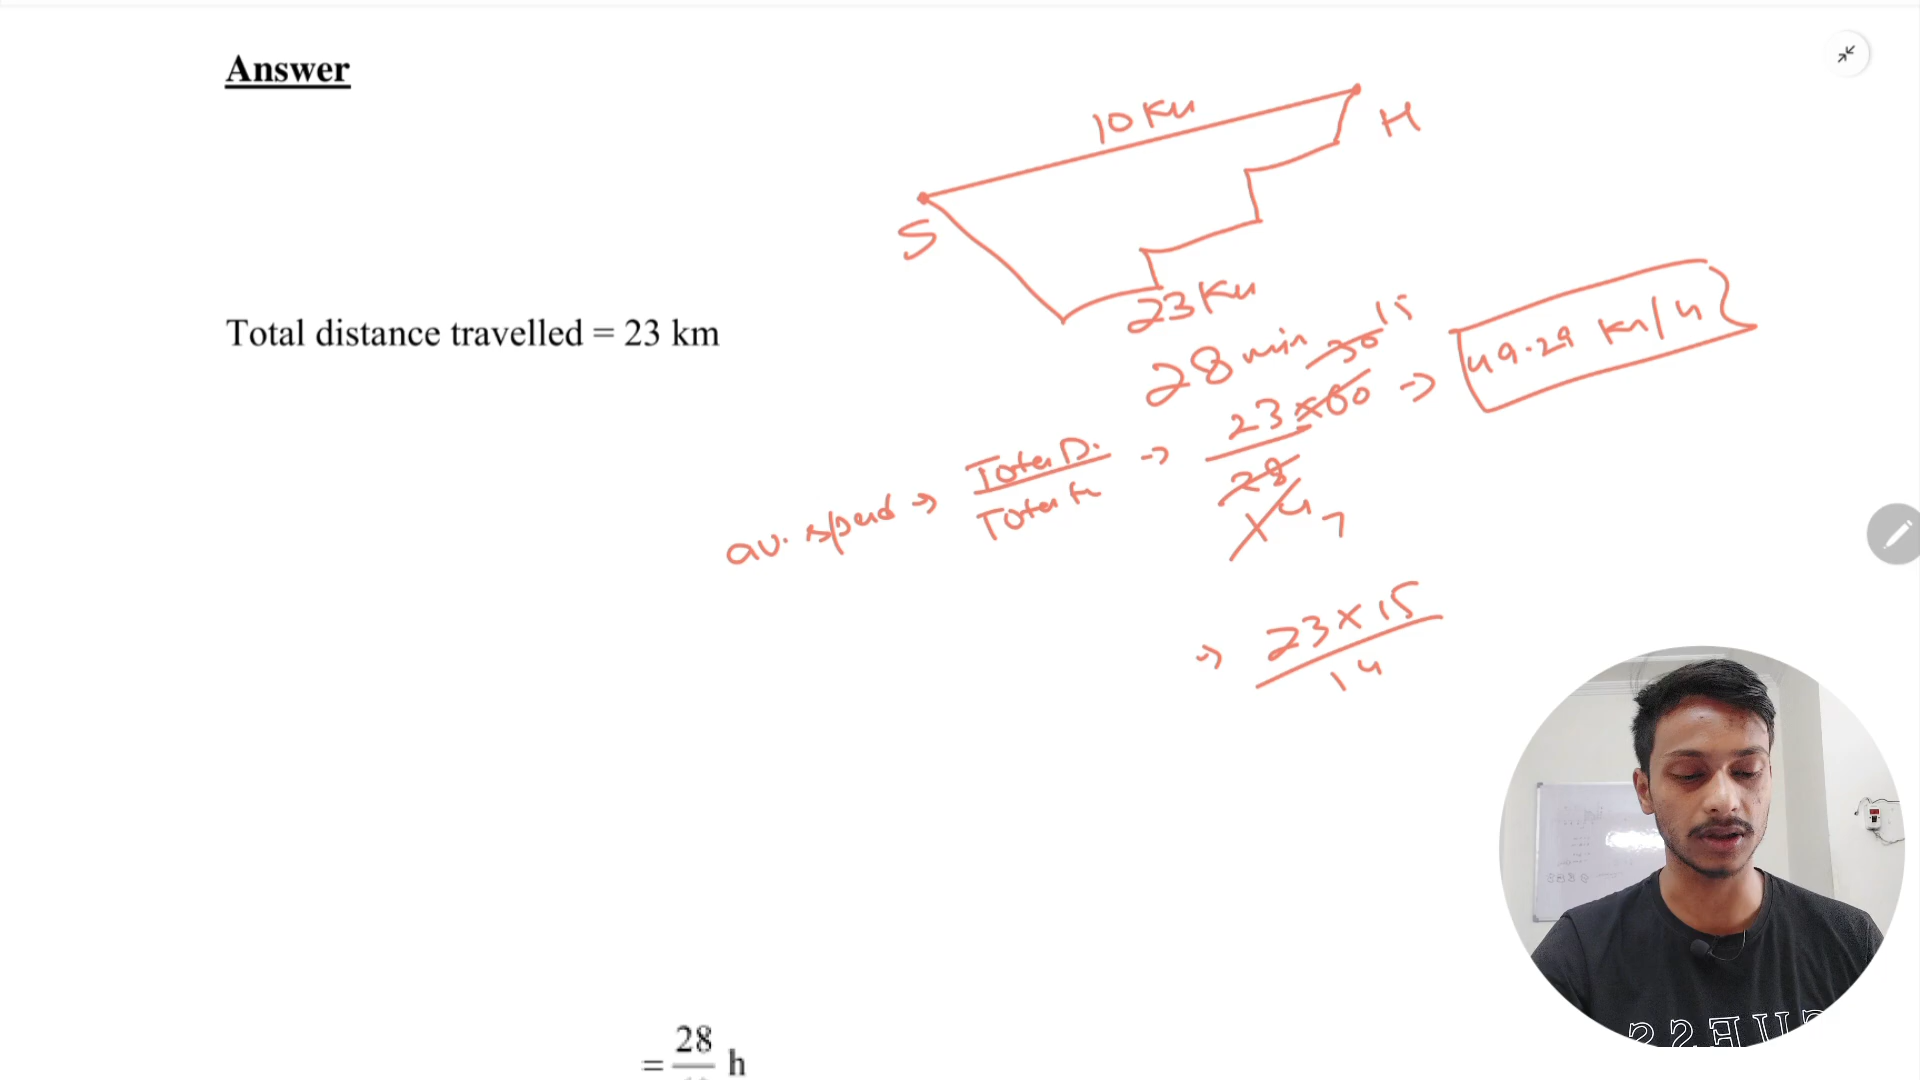 Answer
10 Km
H
S
23 Km
Total distance travelled = 23 km
28 min 30 15
23 × 60 → 49.29 km/h
av. speed → Total D. →
Total t
28
14 7
→ 23 × 15
14
= 28 h